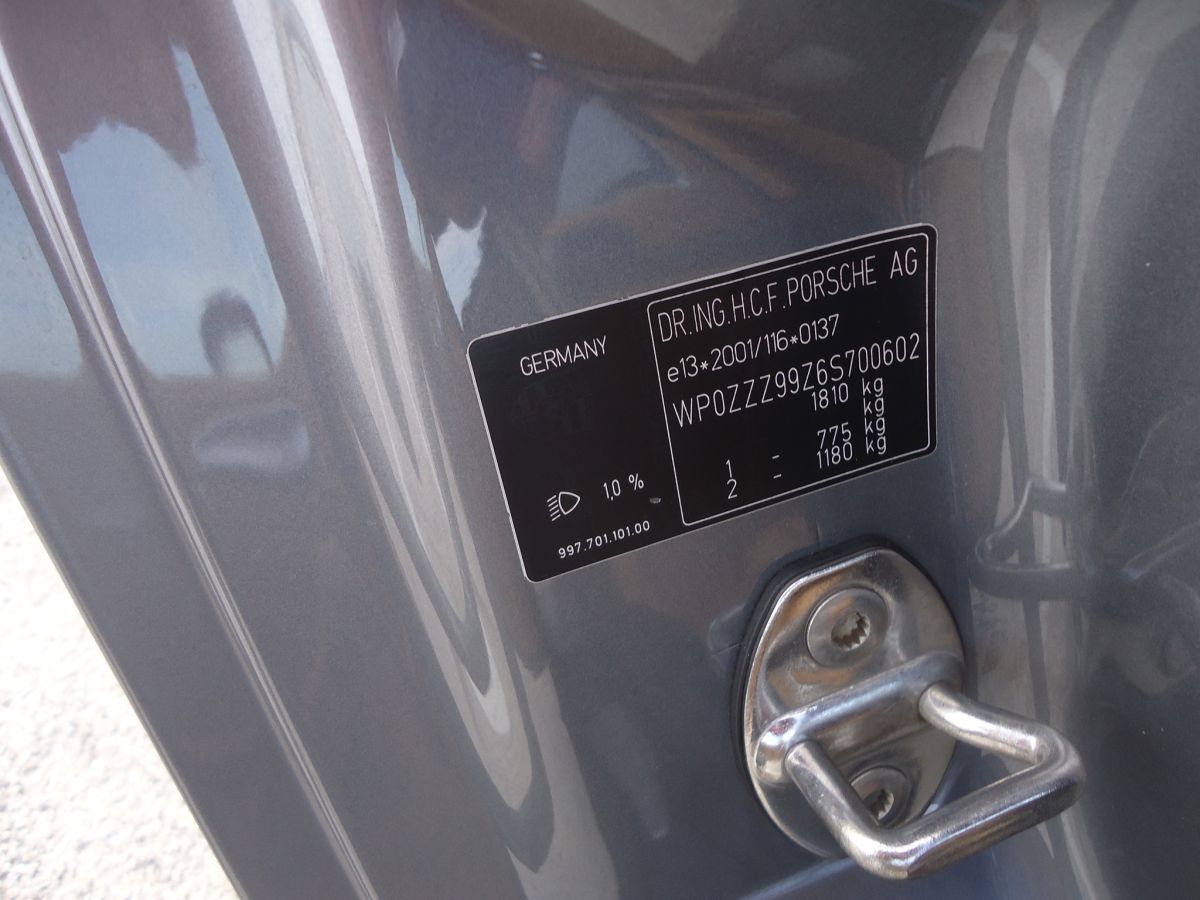 GERMANY
1,0 %
997.701.101.00
DR.ING.H.C.F.PORSCHE AG
e13*2001/116*0137
WP0ZZZ99Z6S700602
1810 kg
kg
1 - 775 kg
2 - 1180 kg